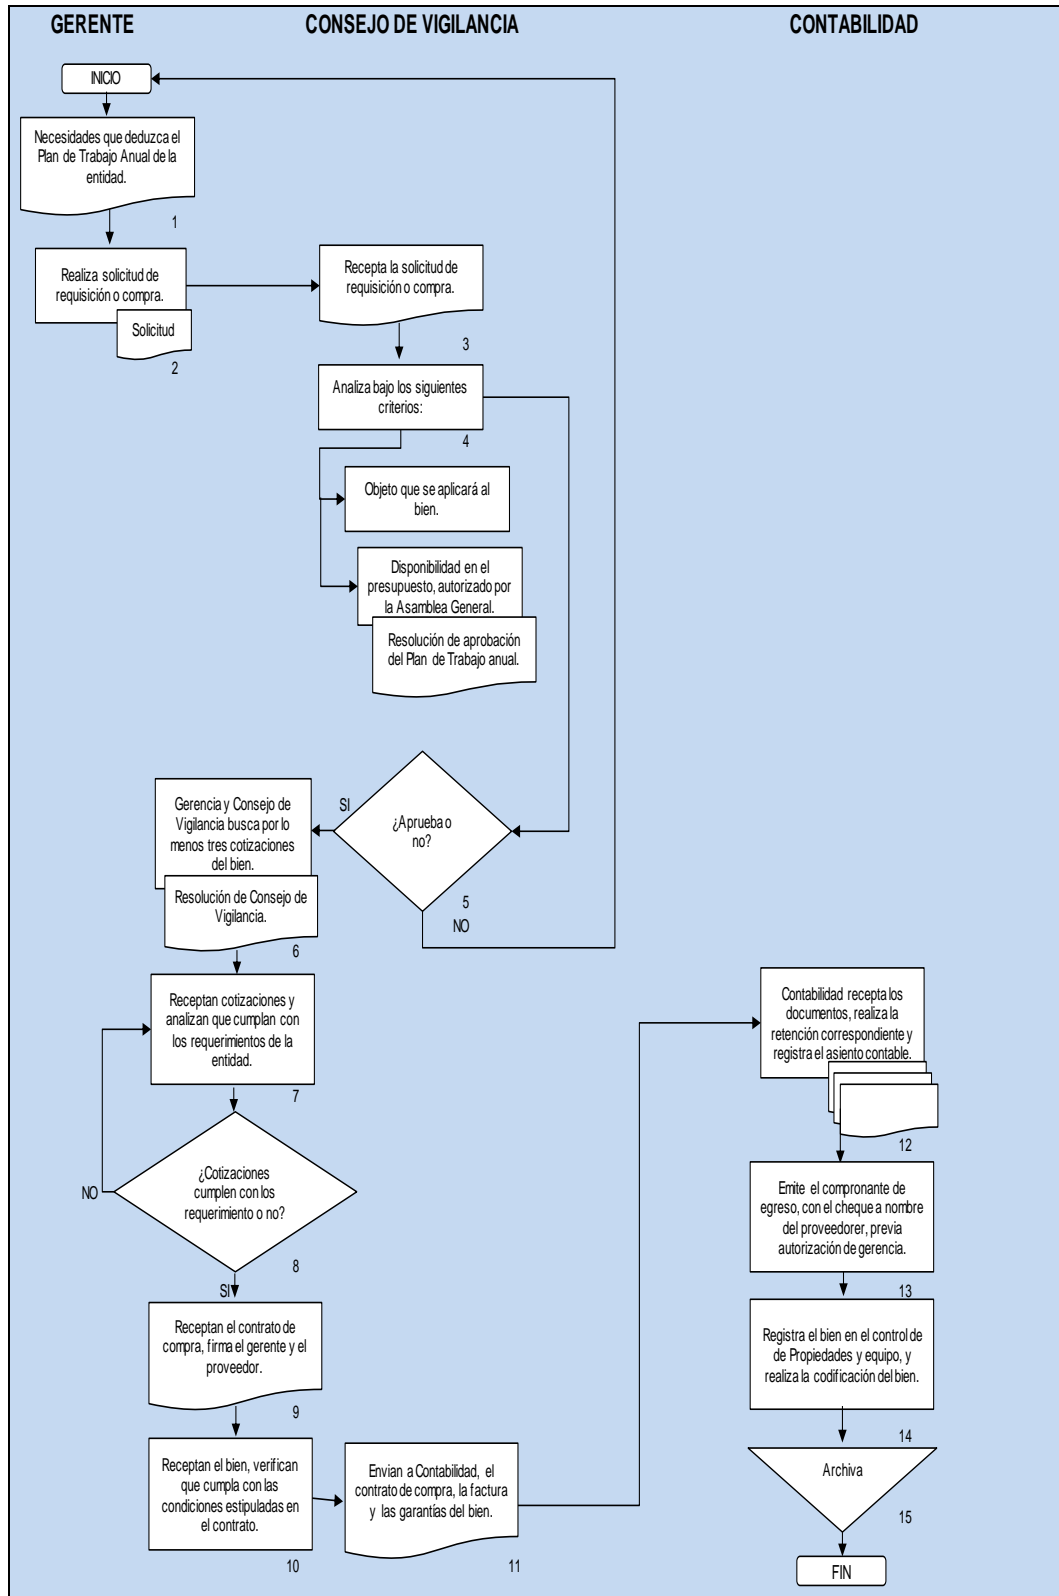 GERENTE
CONSEJO DE VIGILANCIA
CONTABILIDAD
INICIO
Necesidades que deduzca el
Plan de Trabajo Anual de la
entidad.
1
Realiza solicitud de
requisición o compra.
Solicitud
2
Recepta la solicitud de
requisición o compra.
3
Analiza bajo los siguientes
criterios:
4
Objeto que se aplicará al
bien.
Disponibilidad en el
presupuesto, autorizado por
la Asamblea General.
Resolución de aprobación
del Plan de Trabajo anual.
¿Aprueba o
no?
5
SI
NO
Gerencia y Consejo de
Vigilancia busca por lo
menos tres cotizaciones
del bien.
Resolución de Consejo de
Vigilancia.
6
Receptan cotizaciones y
analizan que cumplan con
los requerimientos de la
entidad.
7
¿Cotizaciones
cumplen con los
requerimiento o no?
8
NO
SI
Receptan el contrato de
compra, firma el gerente y el
proveedor.
9
Receptan el bien, verifican
que cumpla con las
condiciones estipuladas en
el contrato.
10
Envian a Contabilidad, el
contrato de compra, la factura
y las garantías del bien.
11
Contabilidad recepta los
documentos, realiza la
retención correspondiente y
registra el asiento contable.
12
Emite el compronante de
egreso, con el cheque a nombre
del proveedorer, previa
autorización de gerencia.
13
Registra el bien en el control de
de Propiedades y equipo, y
realiza la codificación del bien.
14
Archiva
15
FIN